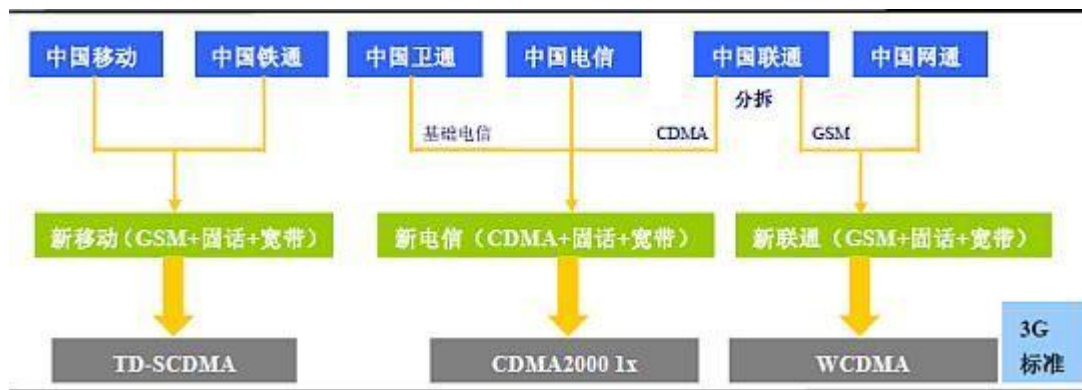 中国移动 中国铁通 中国卫通 中国电信 中国联通 中国网通
分拆
基础电信 CDMA GSM
新移动（GSM+固话+宽带） 新电信（CDMA+固话+宽带） 新联通（GSM+固话+宽带）
3G
TD-SCDMA CDMA2000 1x WCDMA 标准